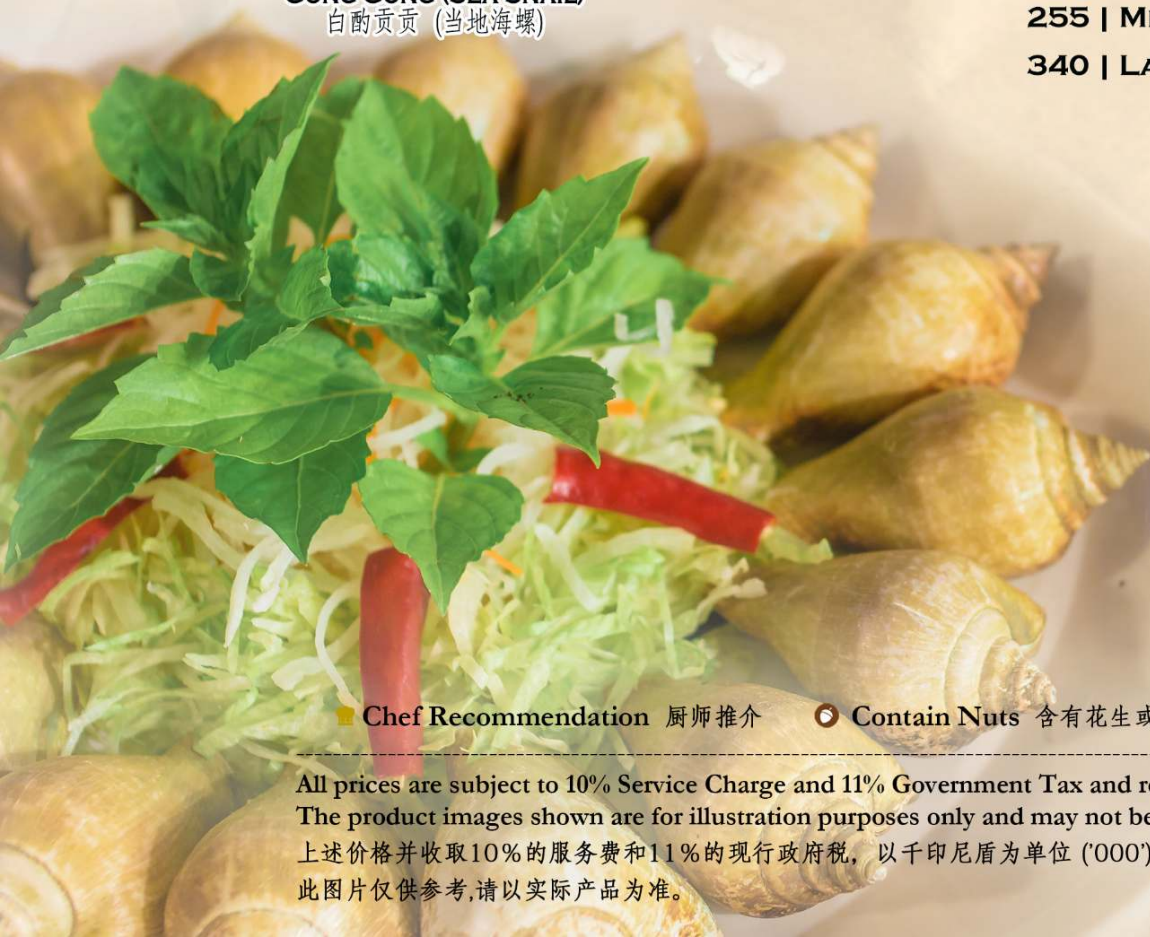 GONG GONG (SEA SNAIL)
白酌贡贡 (当地海螺)
255 |
340 |
Chef Recommendation 厨师推介
Contain Nuts 含有花生或
All prices are subject to 10% Service Charge and 11% Government Tax and
The product images shown are for illustration purposes only and may not be
上述价格并收取10%的服务费和11%的现行政府税, 以千印尼盾为单位 ('000')
此图片仅供参考,请以实际产品为准。